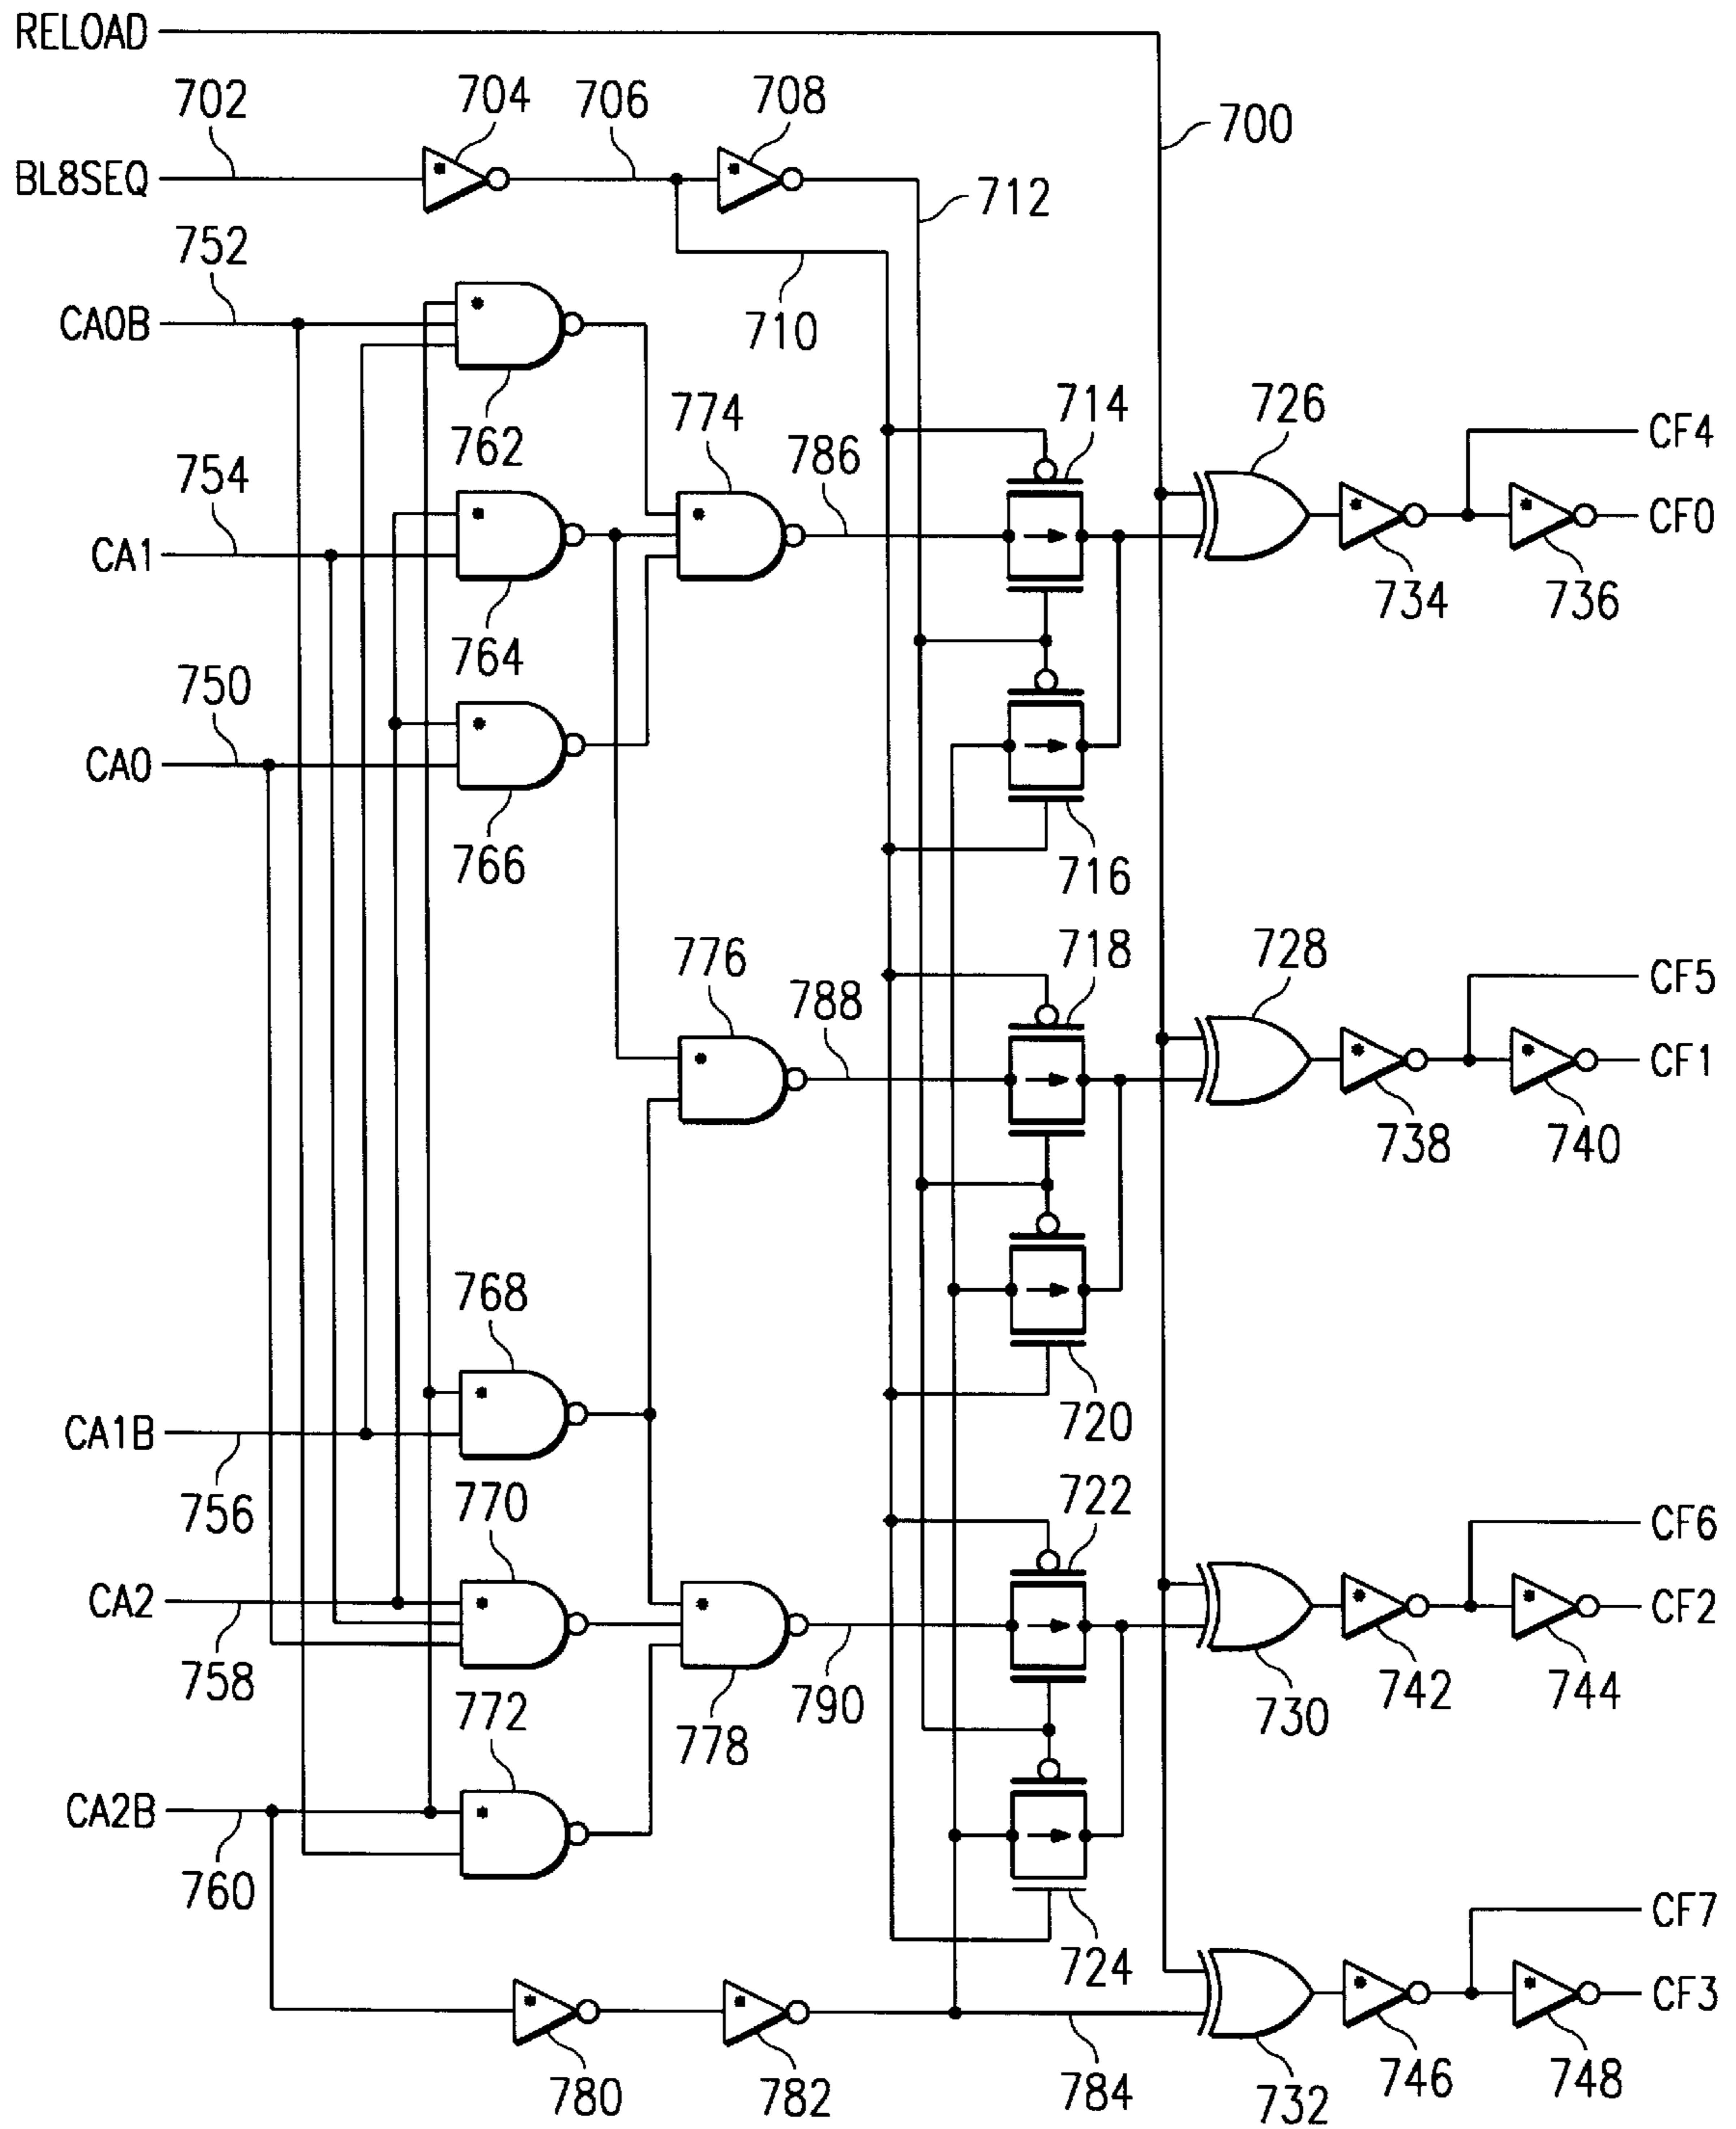 RELOAD
702 704 706 708 700
BL8SEQ 712
752
CA0B 710
762 774 786 714 726 CF4
754 CF0
CA1 734 736
764
750
CA0
766 716
776 788 718 728 CF5
CF1
738 740
768
CA1B 720
756 770 722 CF6
CA2 CF2
758 790 742 744
772 778 730
CA2B
760 CF7
724 CF3
780 782 784 732 746 748